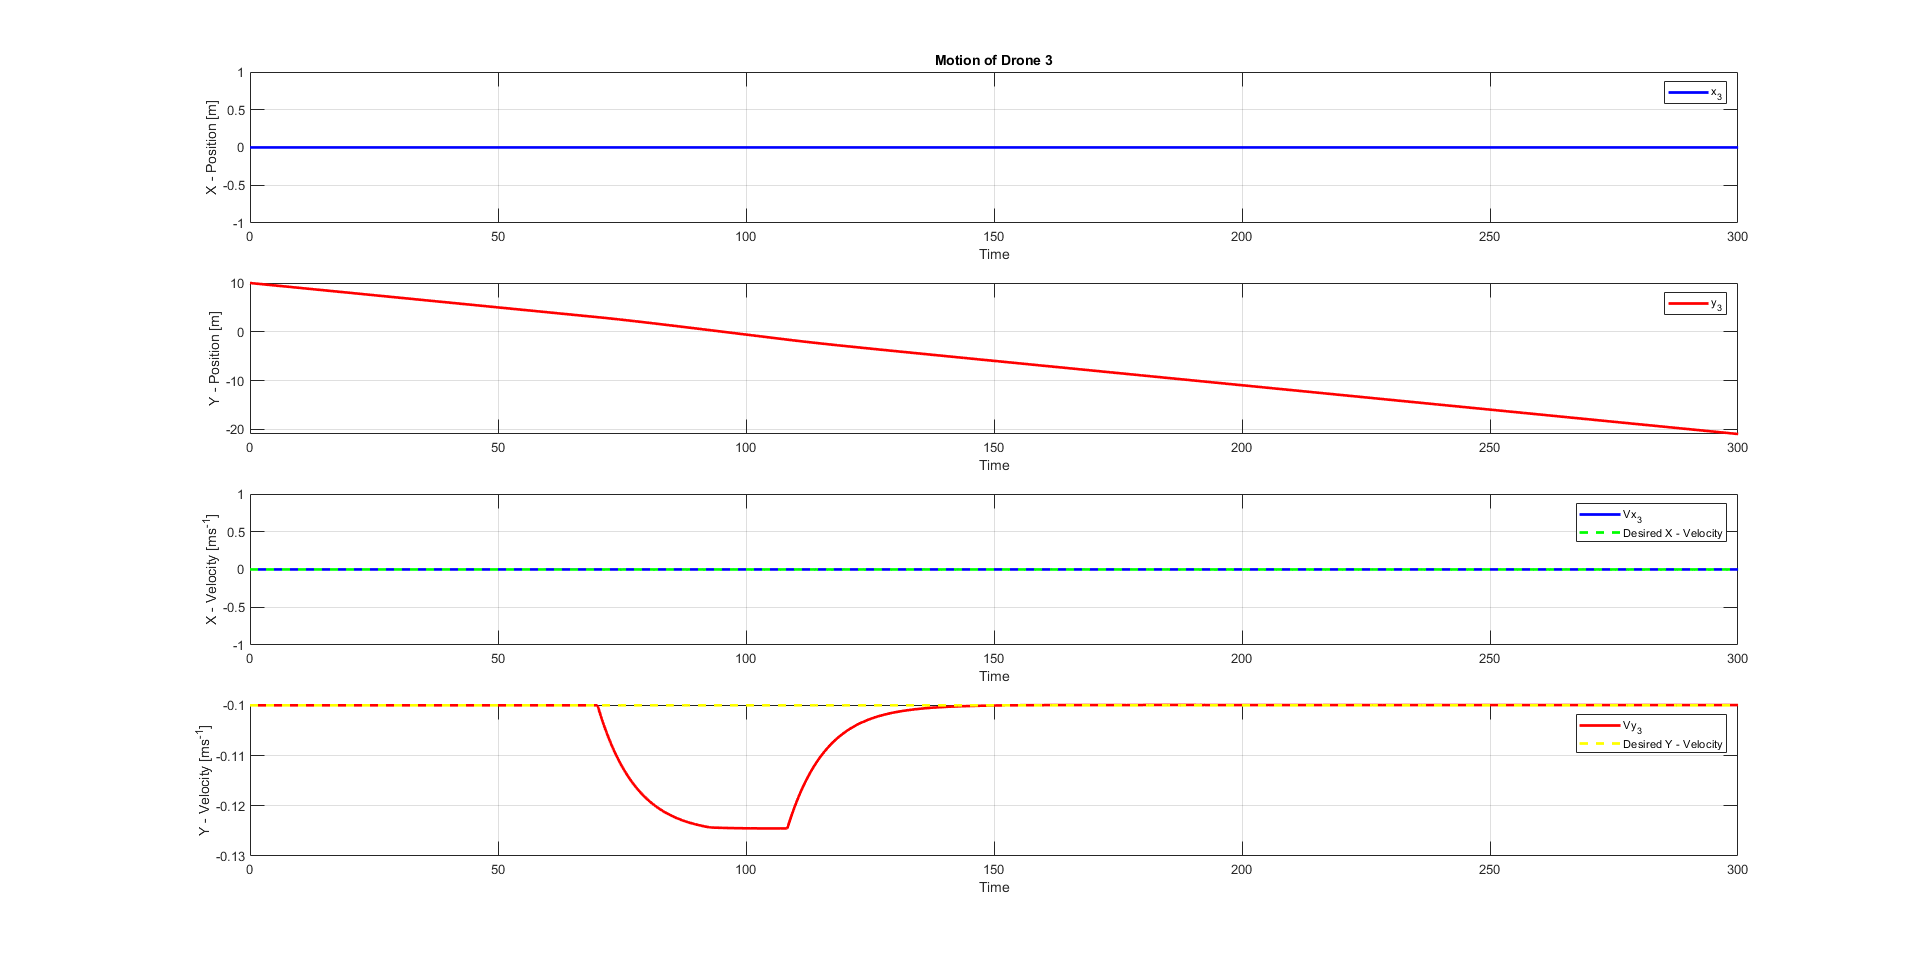 Motion of Drone 3
X - Position [m]
1
0.5
0
-0.5
-1
x3
0 50 100 150 200 250 300
Time
Y - Position [m]
10
0
-10
-20
y3
0 50 100 150 200 250 300
Time
X - Velocity [ms-1]
1
0.5
0
-0.5
-1
Vx3
Desired X - Velocity
0 50 100 150 200 250 300
Time
Y - Velocity [ms-1]
-0.1
-0.11
-0.12
-0.13
Vy3
Desired Y - Velocity
0 50 100 150 200 250 300
Time